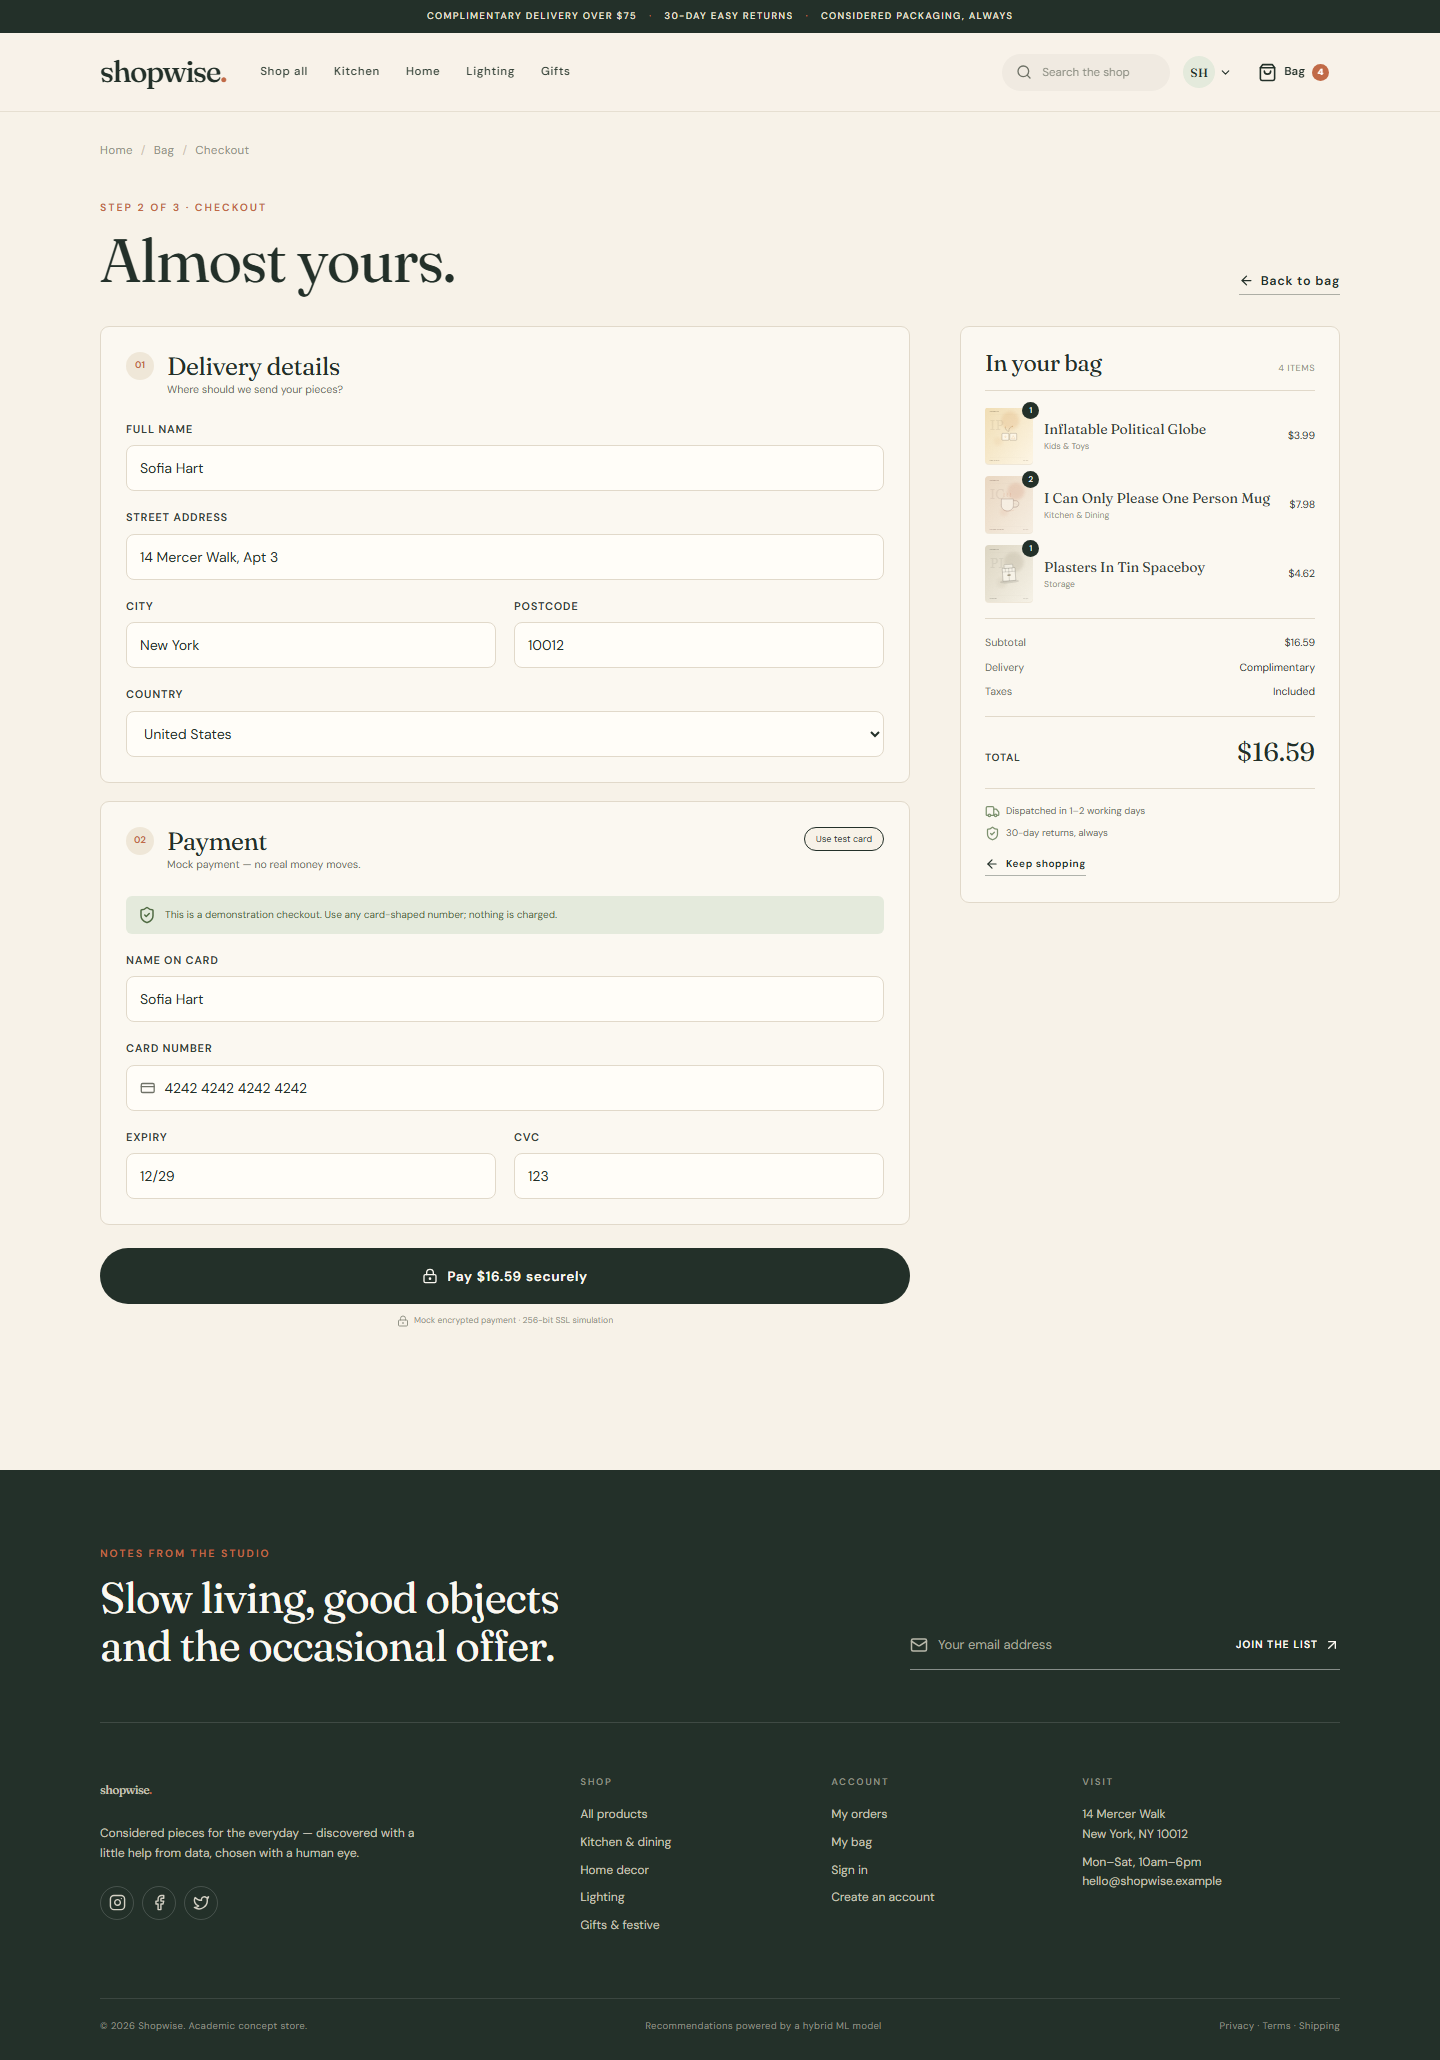 COMPLIMENTARY DELIVERY OVER $75 · 30-DAY EASY RETURNS · CONSIDERED PACKAGING, ALWAYS
shopwise.
Shop all Kitchen Home Lighting Gifts
Search the shop
SH
Bag 4
Home / Bag / Checkout
STEP 2 OF 3 · CHECKOUT
Almost yours.
Back to bag
01
Delivery details
Where should we send your pieces?
FULL NAME
Sofia Hart
STREET ADDRESS
14 Mercer Walk, Apt 3
CITY
New York
POSTCODE
10012
COUNTRY
United States
02
Payment
Mock payment — no real money moves.
Use test card
This is a demonstration checkout. Use any card-shaped number; nothing is charged.
NAME ON CARD
Sofia Hart
CARD NUMBER
4242 4242 4242 4242
EXPIRY
12/29
CVC
123
Pay $16.59 securely
Mock encrypted payment · 256-bit SSL simulation
In your bag
4 ITEMS
1
Inflatable Political Globe
Kids & Toys
$3.99
2
I Can Only Please One Person Mug
Kitchen & Dining
$7.98
1
Plasters In Tin Spaceboy
Storage
$4.62
Subtotal $16.59
Delivery Complimentary
Taxes Included
TOTAL $16.59
Dispatched in 1–2 working days
30-day returns, always
Keep shopping
NOTES FROM THE STUDIO
Slow living, good objects
and the occasional offer.
Your email address
JOIN THE LIST
shopwise.
Considered pieces for the everyday — discovered with a
little help from data, chosen with a human eye.
SHOP
All products
Kitchen & dining
Home decor
Lighting
Gifts & festive
ACCOUNT
My orders
My bag
Sign in
Create an account
VISIT
14 Mercer Walk
New York, NY 10012
Mon–Sat, 10am–6pm
hello@shopwise.example
© 2026 Shopwise. Academic concept store.
Recommendations powered by a hybrid ML model
Privacy · Terms · Shipping